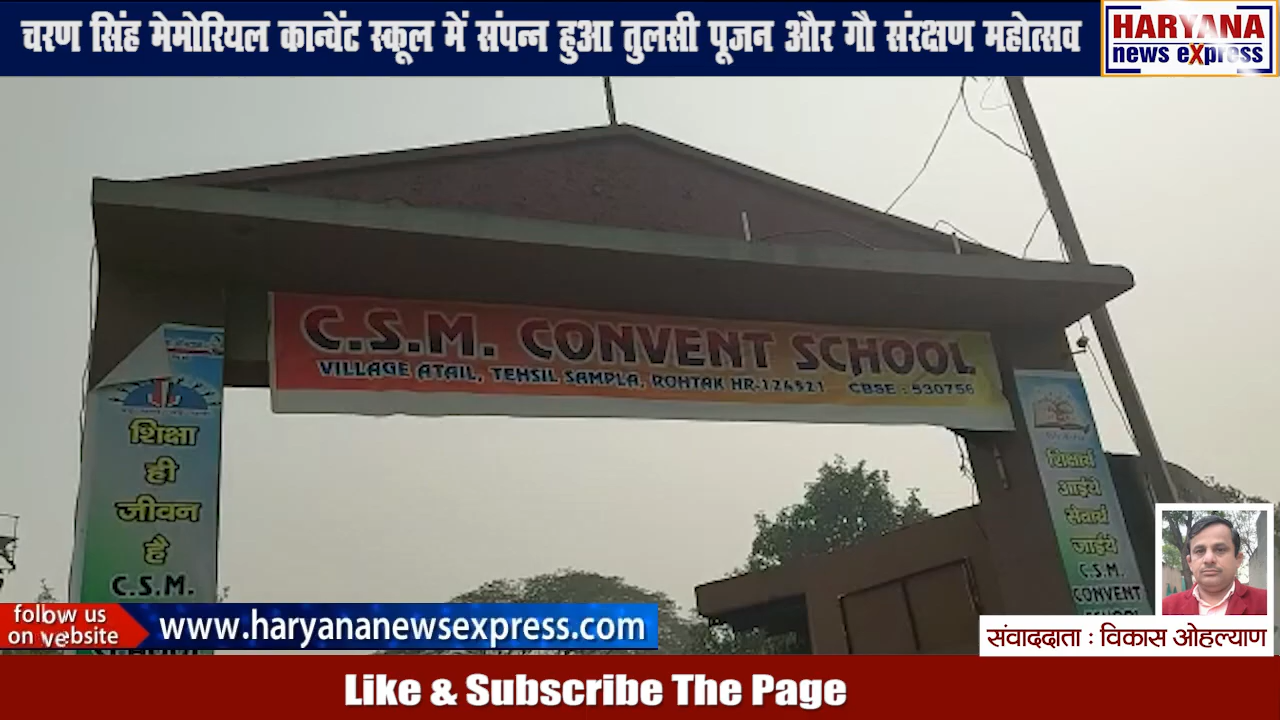 चरण सिंह मेमोरियल कान्वेंट स्कूल में संपन्न हुआ तुलसी पूजन और गौ संरक्षण महोत्सव
HARYANA
news eXpress
C.S.M. CONVENT SCHOOL
VILLAGE ATAIL, TEHSIL SAMPLA, ROHTAK HR-124521 CBSE : 530756
शिक्षा
ही
जीवन
है
C.S.M.
शिक्षार्थ
आईये
सेवार्थ
जाईये
C.S.M.
CONVENT
SCHOOL
follow us
on website
www.haryananewsexpress.com
संवाददाता : विकास ओहल्याण
Like & Subscribe The Page